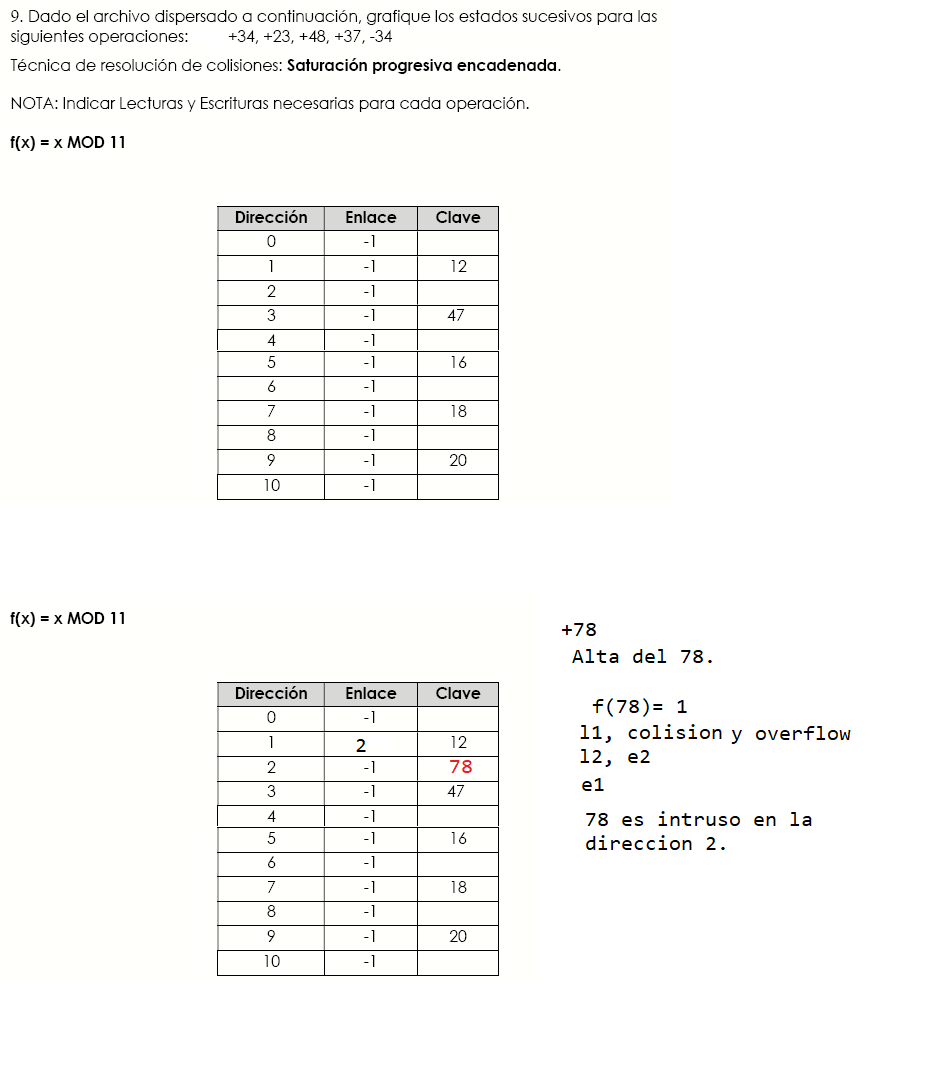 9. Dado el archivo dispersado a continuación, grafique los estados sucesivos para las
siguientes operaciones: +34, +23, +48, +37, -34
Técnica de resolución de colisiones: Saturación progresiva encadenada.
NOTA: Indicar Lecturas y Escrituras necesarias para cada operación.
f(x) = x MOD 11
Dirección Enlace Clave
0 -1
1 -1 12
2 -1
3 -1 47
4 -1
5 -1 16
6 -1
7 -1 18
8 -1
9 -1 20
10 -1
f(x) = x MOD 11
Dirección Enlace Clave
0 -1
1 2 12
2 -1 78
3 -1 47
4 -1
5 -1 16
6 -1
7 -1 18
8 -1
9 -1 20
10 -1
+78
Alta del 78.
f(78)= 1
l1, colision y overflow
l2, e2
e1
78 es intruso en la
direccion 2.